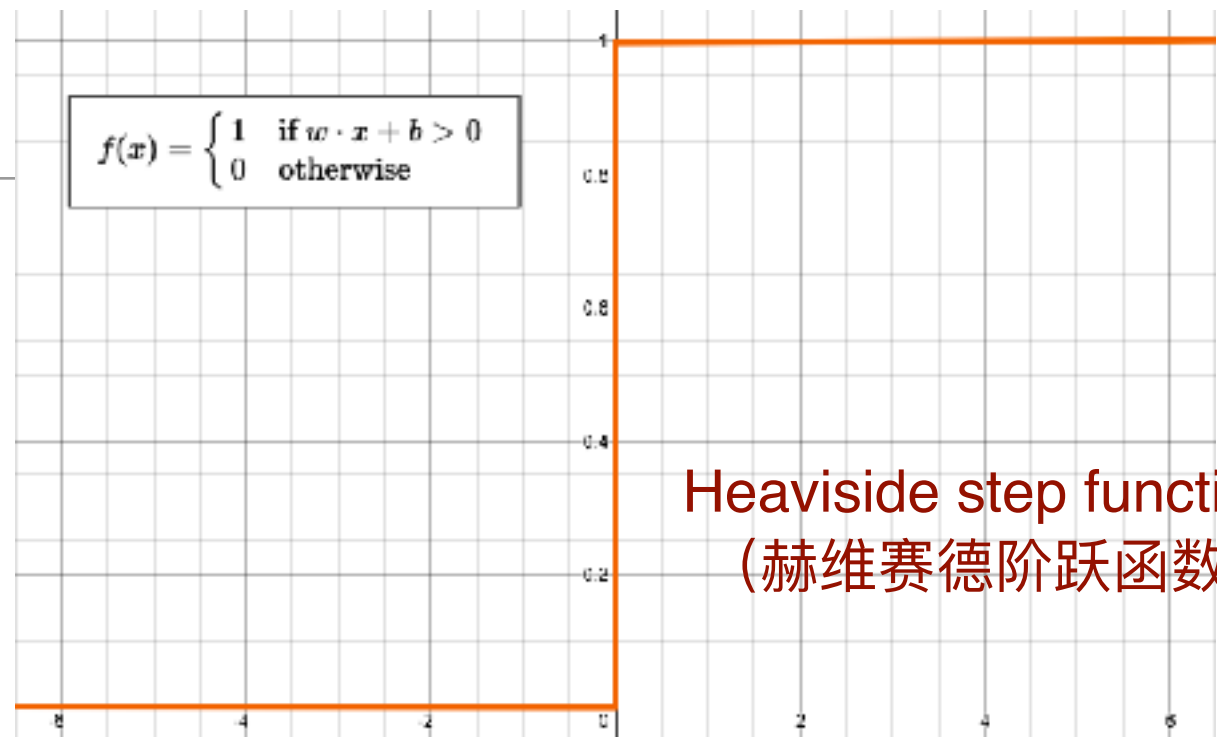 1
f(x) = { 1 if w · x + b > 0
0 otherwise
0.8
0.6
0.4
Heaviside step functi
（赫维赛德阶跃函数
0.2
-6 -4 -2 0 2 4 6